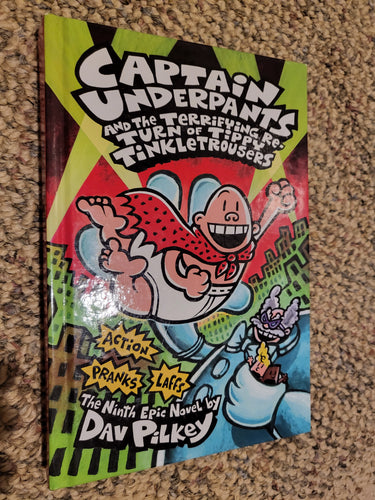 CAPTAIN
UNDERPANTS
AND THE TERRIFYING RE-
TURN OF TIPPY
TINKLETROUSERS
ACTION
PRANKS
LAFFS
The Ninth Epic Novel by
DAV PILKEY